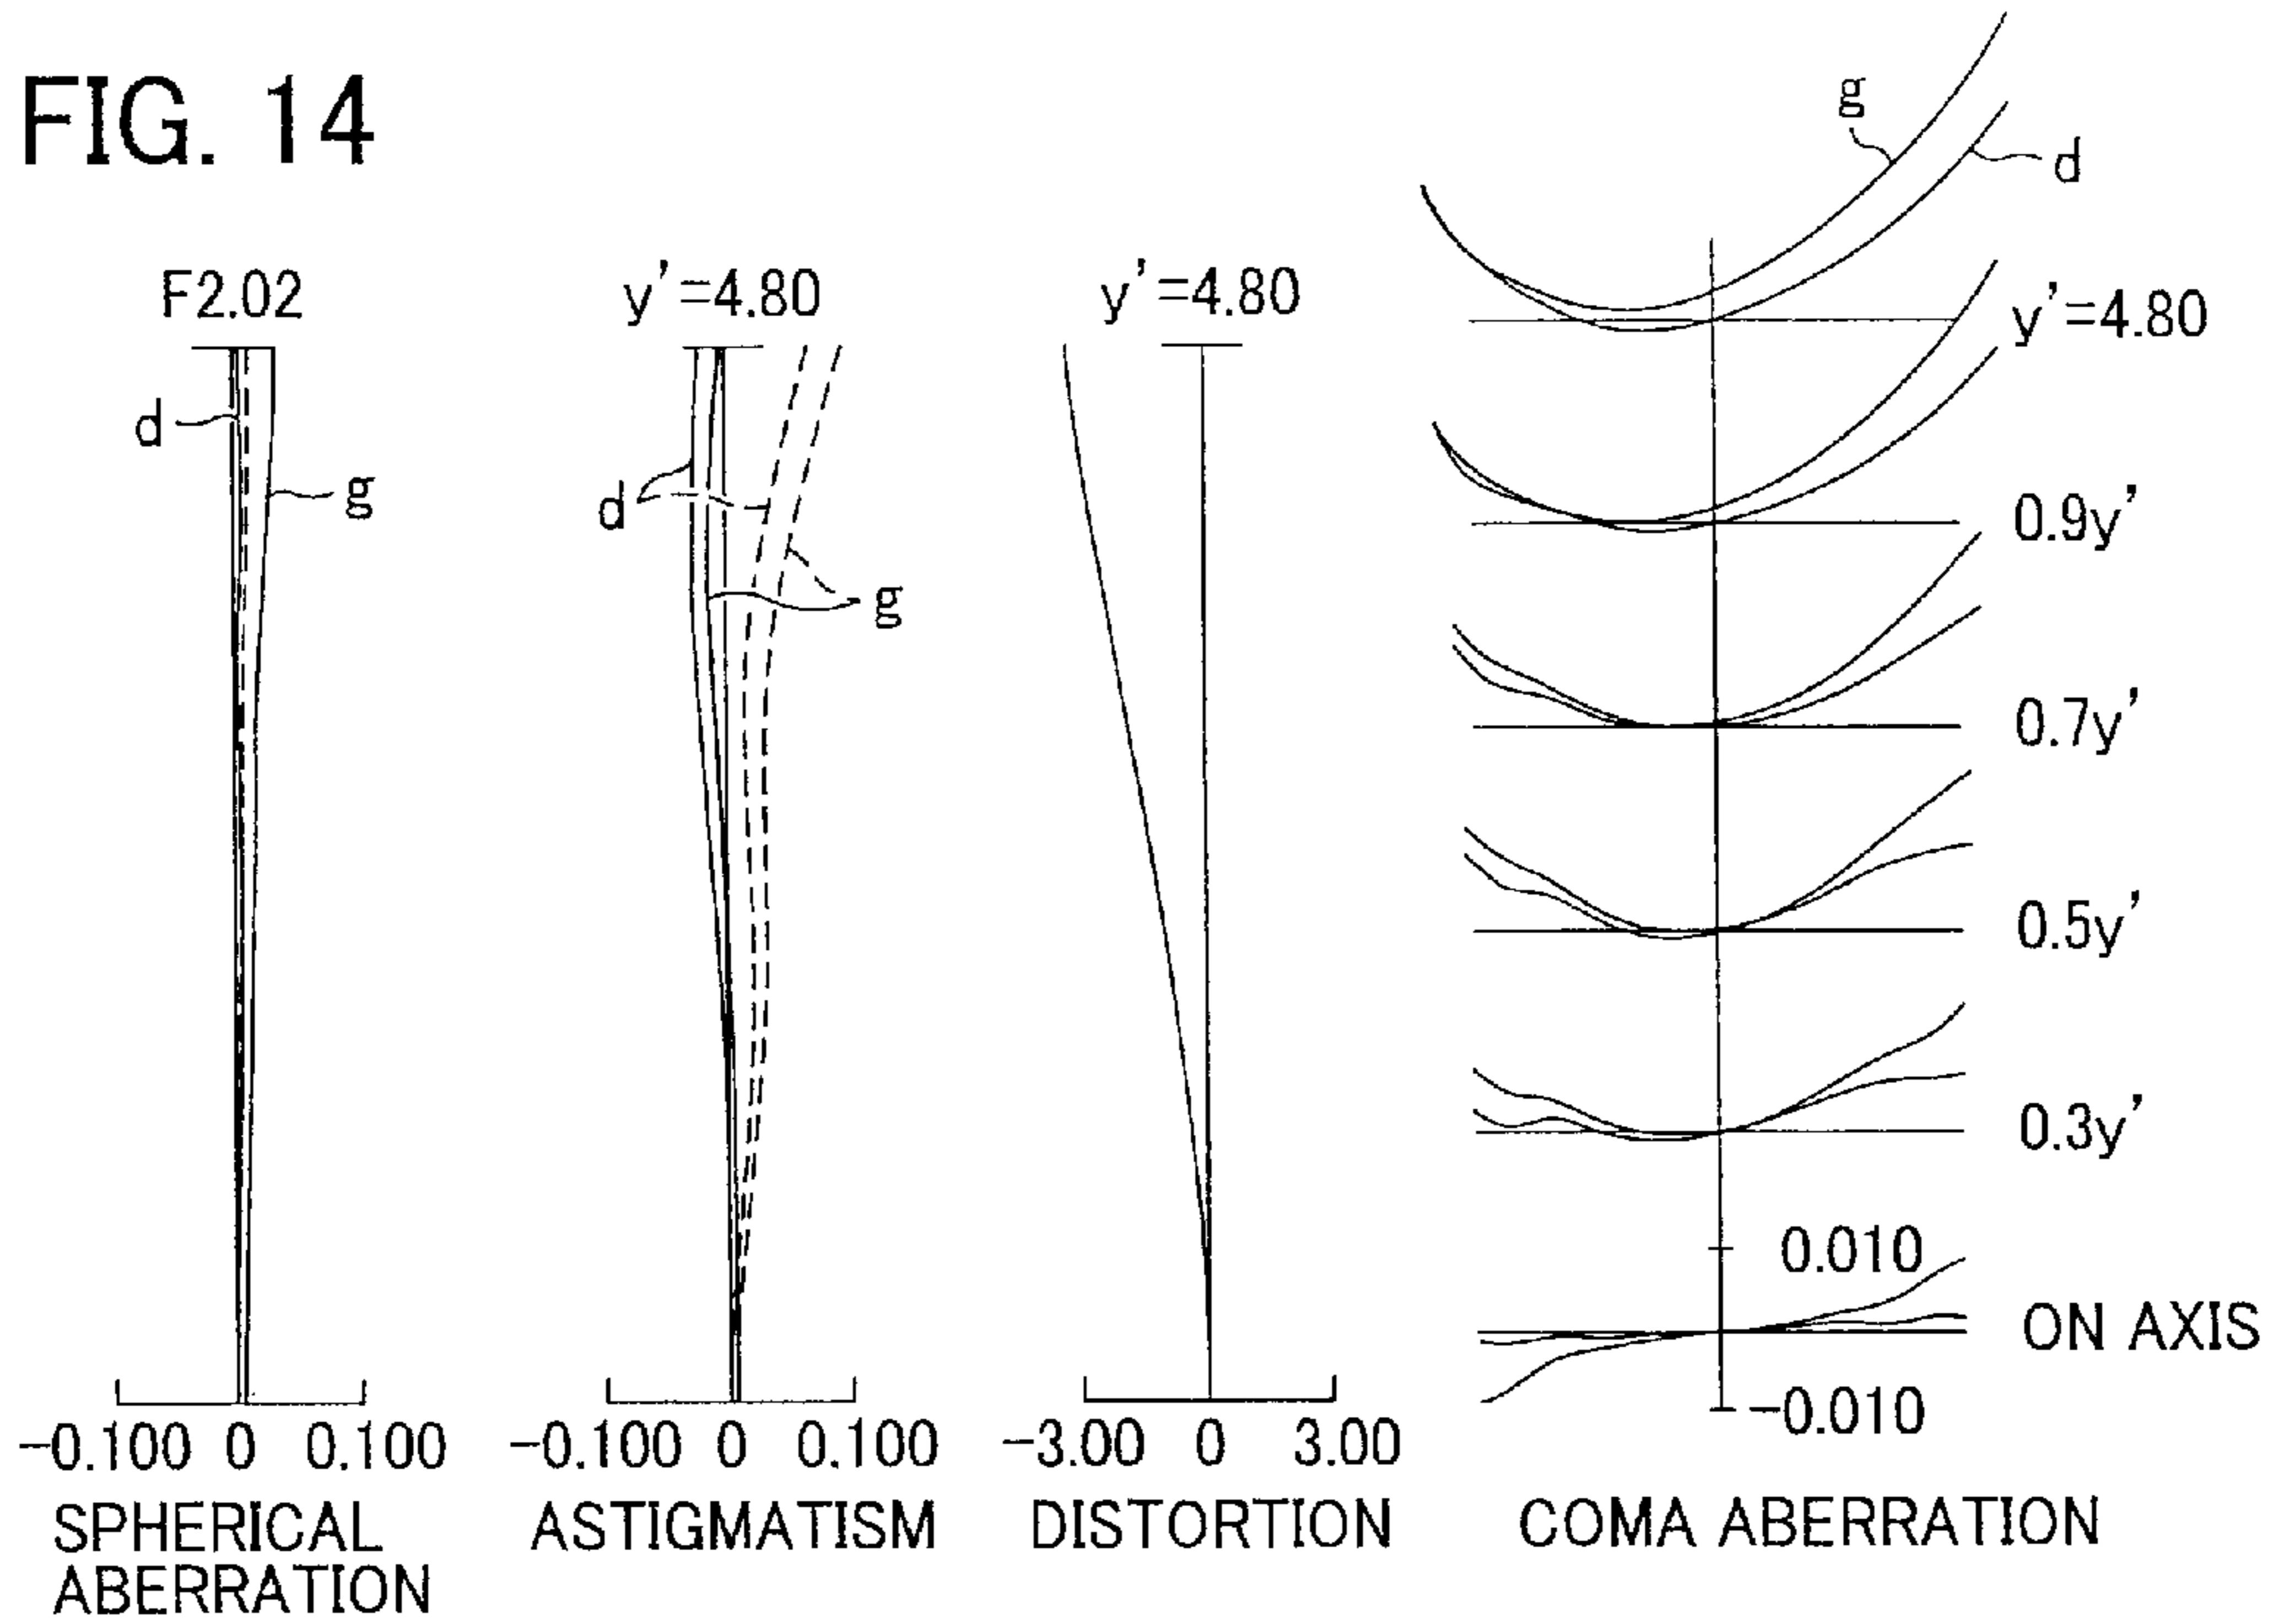 FIG. 14
F2.02
d
g
-0.100 0 0.100
SPHERICAL
ABERRATION
y'=4.80
d
g
-0.100 0 0.100
ASTIGMATISM
y'=4.80
-3.00 0 3.00
DISTORTION
g
d
y'=4.80
0.9y'
0.7y'
0.5y'
0.3y'
0.010
ON AXIS
-0.010
COMA ABERRATION